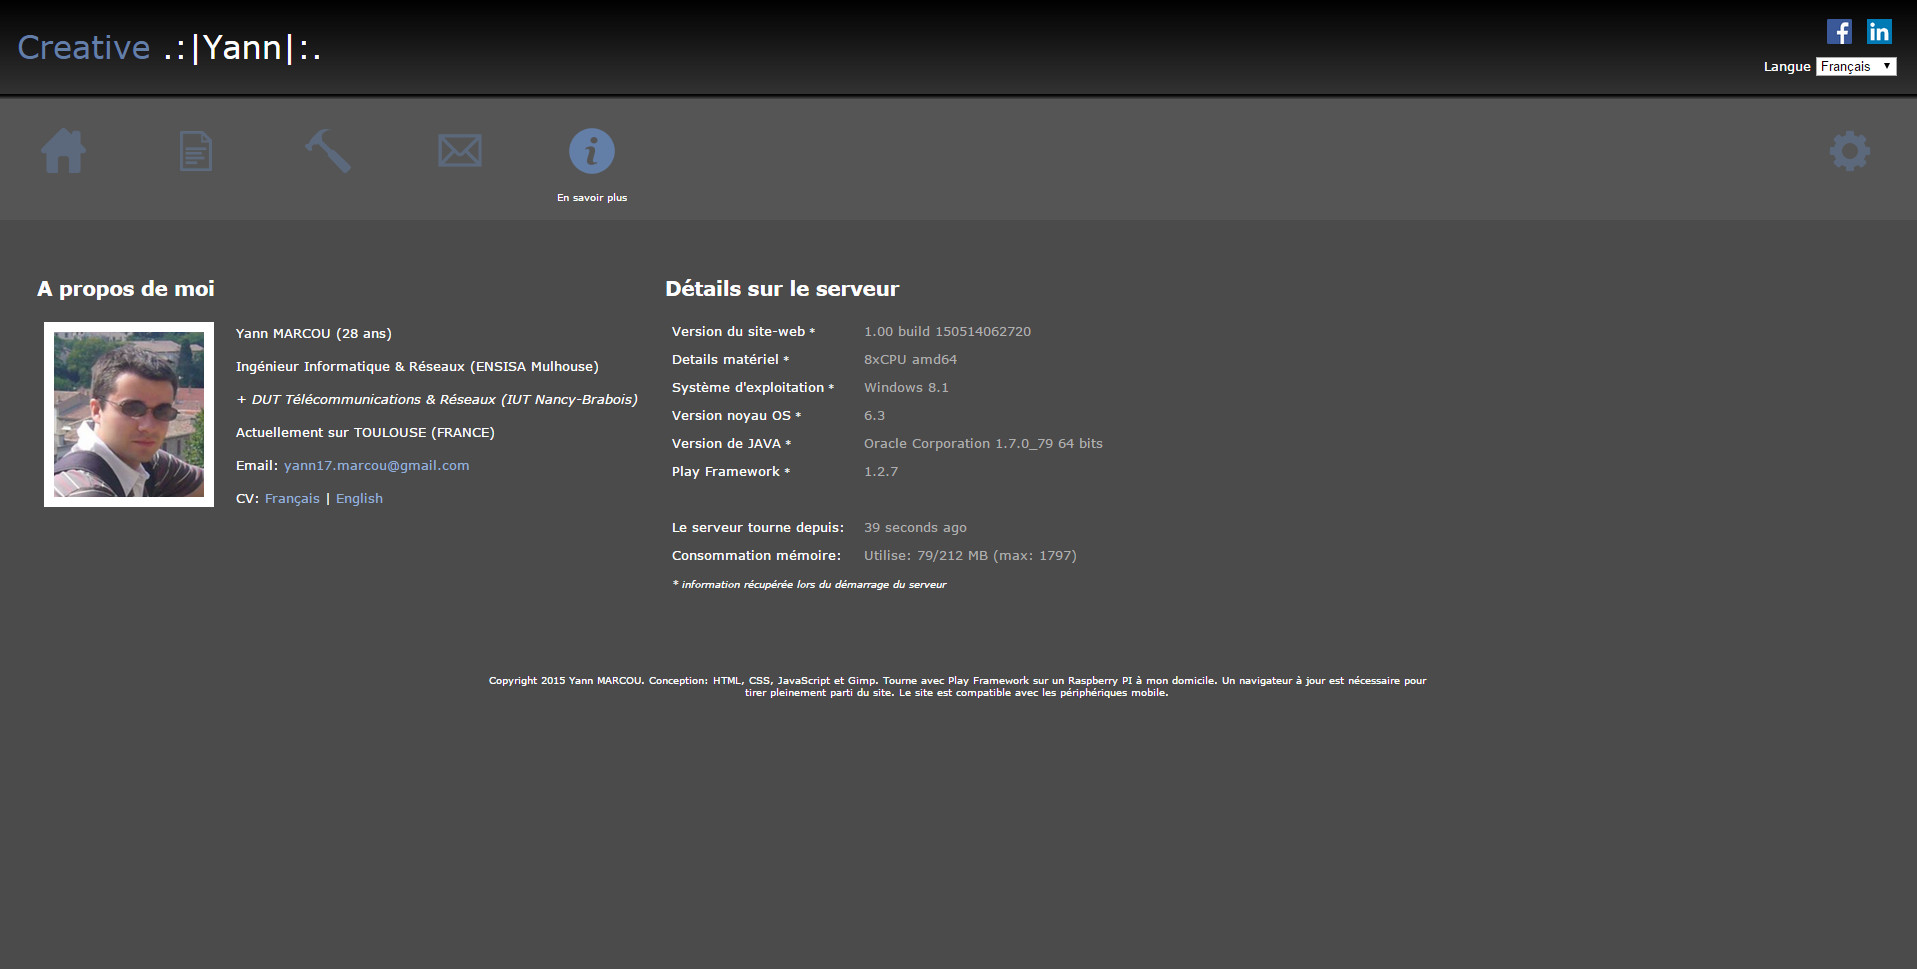 Creative .:|Yann|:.
Langue Français
En savoir plus
A propos de moi
Yann MARCOU (28 ans)
Ingénieur Informatique & Réseaux (ENSISA Mulhouse)
+ DUT Télécommunications & Réseaux (IUT Nancy-Brabois)
Actuellement sur TOULOUSE (FRANCE)
Email: yann17.marcou@gmail.com
CV: Français | English
Détails sur le serveur
Version du site-web * 1.00 build 150514062720
Details matériel * 8xCPU amd64
Système d'exploitation * Windows 8.1
Version noyau OS * 6.3
Version de JAVA * Oracle Corporation 1.7.0_79 64 bits
Play Framework * 1.2.7
Le serveur tourne depuis: 39 seconds ago
Consommation mémoire: Utilise: 79/212 MB (max: 1797)
* information récupérée lors du démarrage du serveur
Copyright 2015 Yann MARCOU. Conception: HTML, CSS, JavaScript et Gimp. Tourne avec Play Framework sur un Raspberry PI à mon domicile. Un navigateur à jour est nécessaire pour
tirer pleinement parti du site. Le site est compatible avec les périphériques mobile.